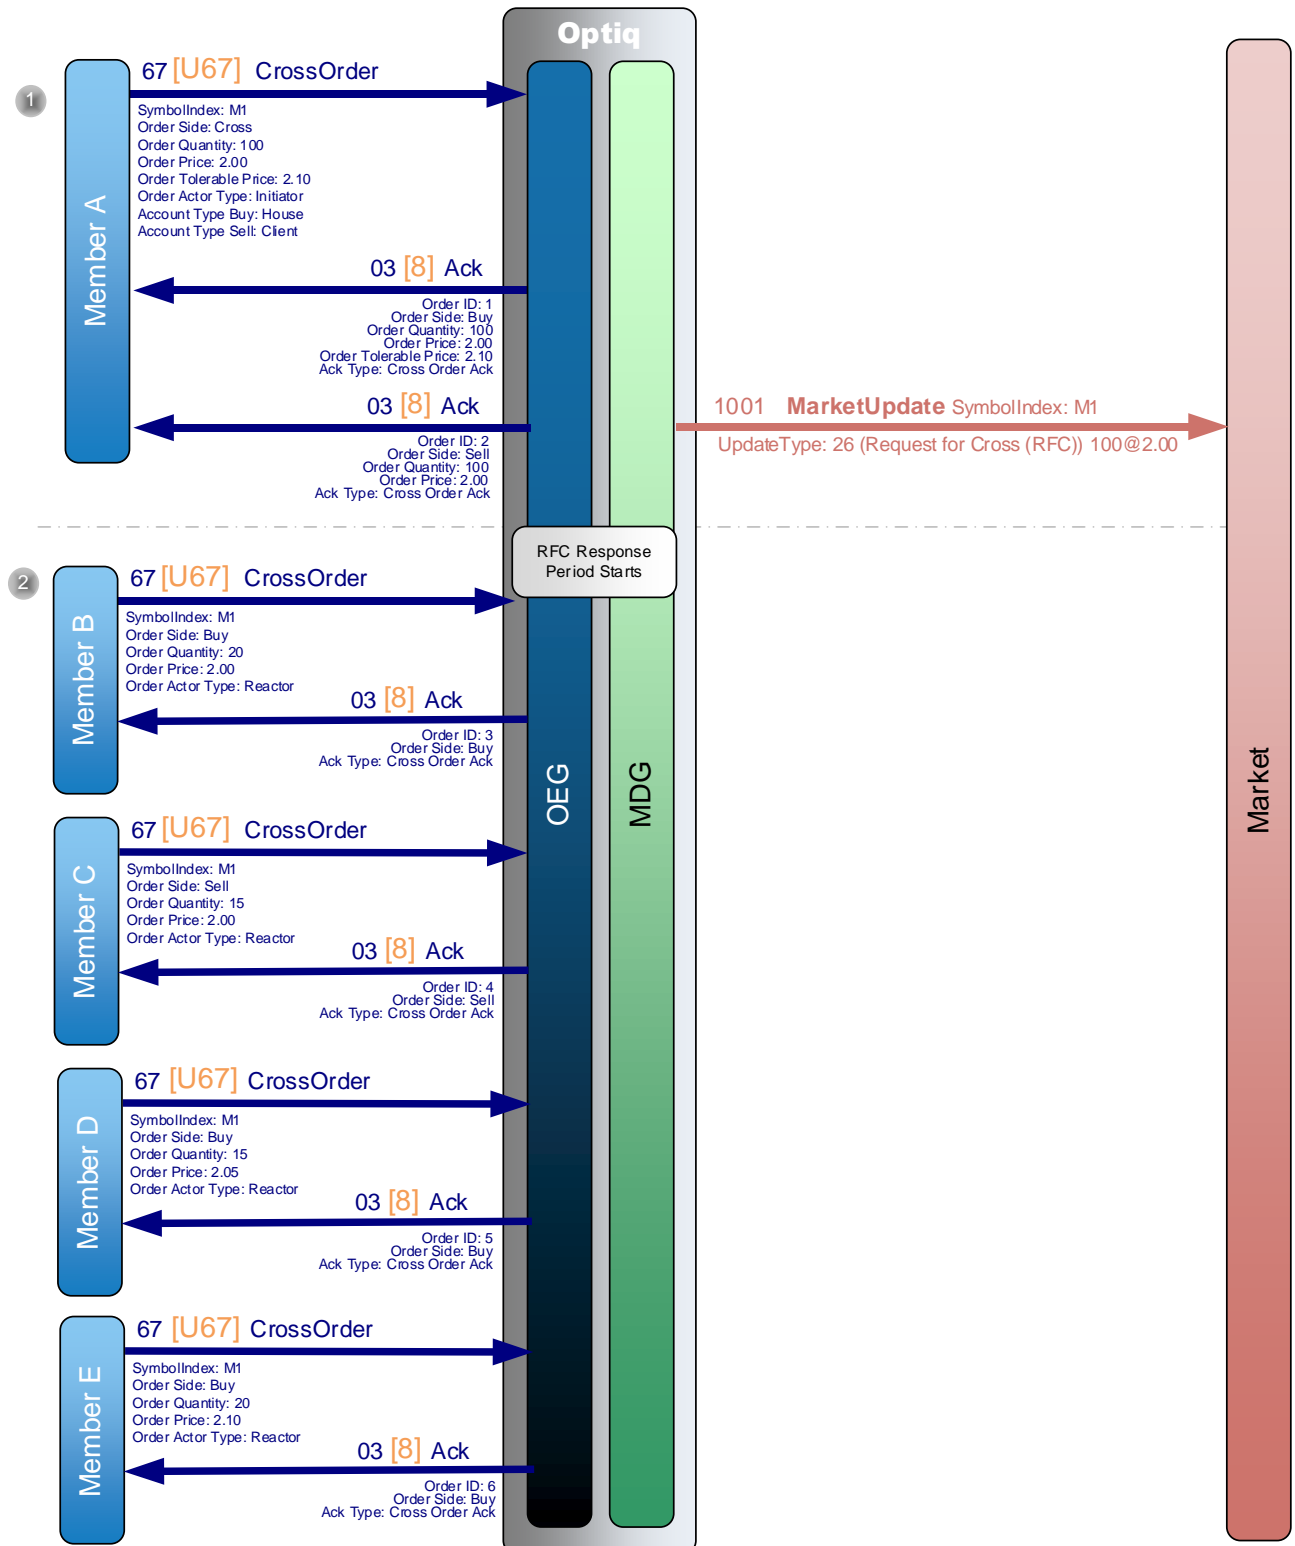 Optiq
1
Member A
67 [U67] CrossOrder
SymbolIndex: M1
Order Side: Cross
Order Quantity: 100
Order Price: 2.00
Order Tolerable Price: 2.10
Order Actor Type: Initiator
Account Type Buy: House
Account Type Sell: Client
03 [8] Ack
Order ID: 1
Order Side: Buy
Order Quantity: 100
Order Price: 2.00
Order Tolerable Price: 2.10
Ack Type: Cross Order Ack
03 [8] Ack
Order ID: 2
Order Side: Sell
Order Quantity: 100
Order Price: 2.00
Ack Type: Cross Order Ack
1001 MarketUpdate SymbolIndex: M1
UpdateType: 26 (Request for Cross (RFC)) 100@2.00
RFC Response
Period Starts
2
Member B
67 [U67] CrossOrder
SymbolIndex: M1
Order Side: Buy
Order Quantity: 20
Order Price: 2.00
Order Actor Type: Reactor
03 [8] Ack
Order ID: 3
Order Side: Buy
Ack Type: Cross Order Ack
OEG
MDG
Market
Member C
67 [U67] CrossOrder
SymbolIndex: M1
Order Side: Sell
Order Quantity: 15
Order Price: 2.00
Order Actor Type: Reactor
03 [8] Ack
Order ID: 4
Order Side: Sell
Ack Type: Cross Order Ack
Member D
67 [U67] CrossOrder
SymbolIndex: M1
Order Side: Buy
Order Quantity: 15
Order Price: 2.05
Order Actor Type: Reactor
03 [8] Ack
Order ID: 5
Order Side: Buy
Ack Type: Cross Order Ack
Member E
67 [U67] CrossOrder
SymbolIndex: M1
Order Side: Buy
Order Quantity: 20
Order Price: 2.10
Order Actor Type: Reactor
03 [8] Ack
Order ID: 6
Order Side: Buy
Ack Type: Cross Order Ack